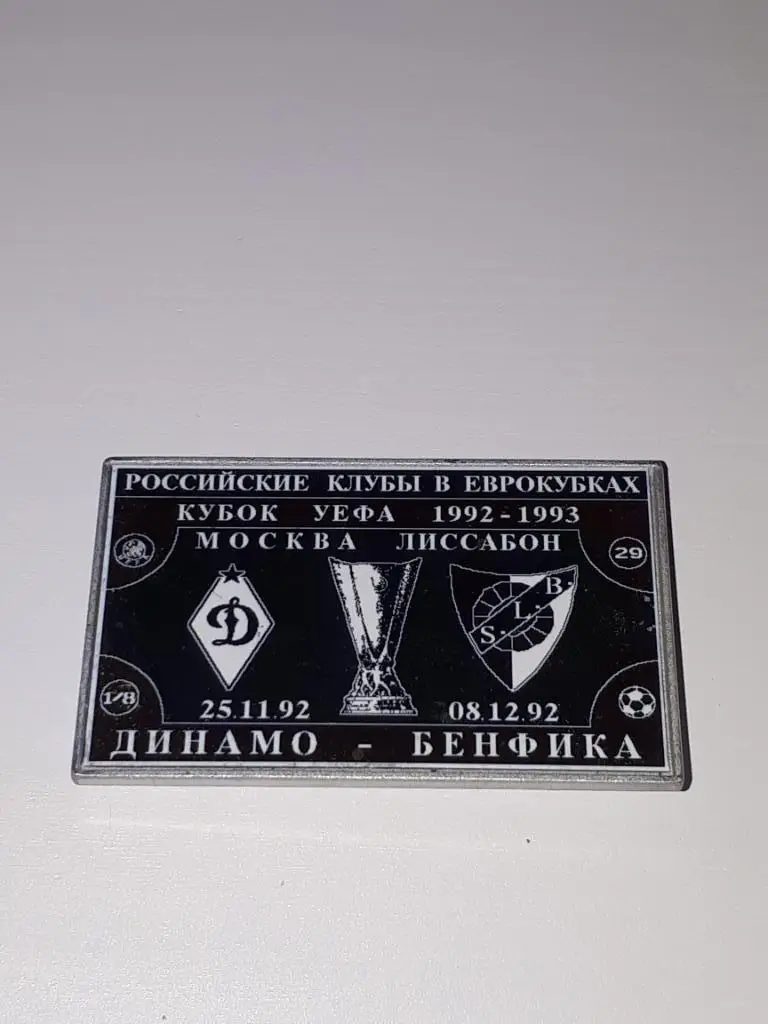 РОССИЙСКИЕ КЛУБЫ В ЕВРОКУБКАХ
КУБОК УЕФА 1992-1993
МОСКВА ЛИССАБОН
29
Д
S.L.B.
1/8
25.11.92 08.12.92
ДИНАМО - БЕНФИКА